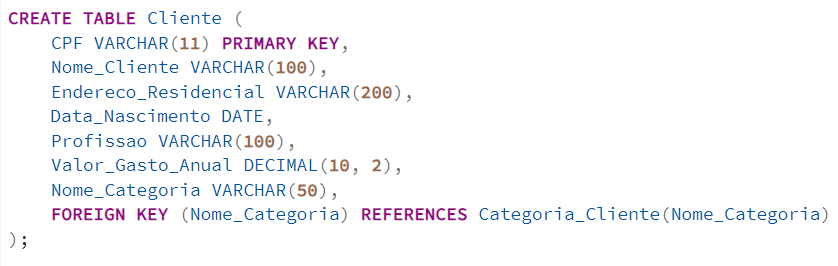 CREATE TABLE Cliente (
    CPF VARCHAR(11) PRIMARY KEY,
    Nome_Cliente VARCHAR(100),
    Endereco_Residencial VARCHAR(200),
    Data_Nascimento DATE,
    Profissao VARCHAR(100),
    Valor_Gasto_Anual DECIMAL(10, 2),
    Nome_Categoria VARCHAR(50),
    FOREIGN KEY (Nome_Categoria) REFERENCES Categoria_Cliente(Nome_Categoria)
);